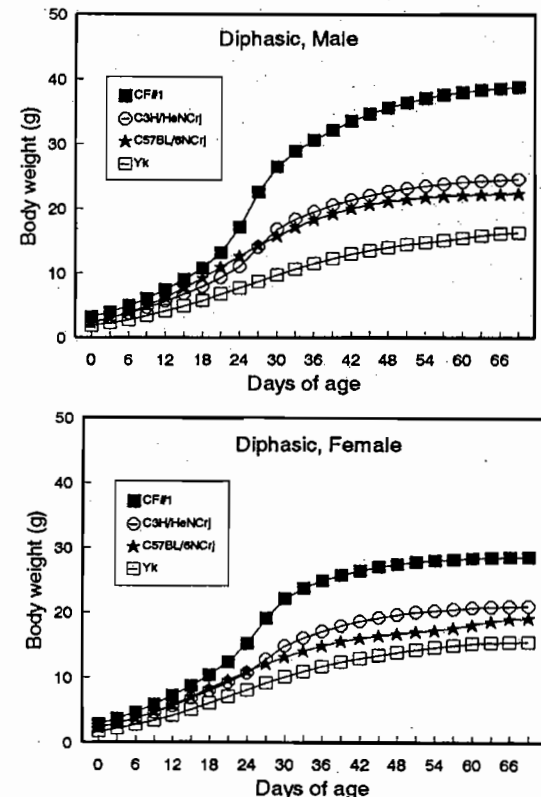 Diphasic, Male
CF#1
C3H/HeNCrj
C57BL/6NCrj
Yk
Body weight (g)
50
40
30
20
10
0
0 6 12 18 24 30 36 42 48 54 60 66
Days of age
Diphasic, Female
CF#1
C3H/HeNCrj
C57BL/6NCrj
Yk
Body weight (g)
50
40
30
20
10
0
0 6 12 18 24 30 36 42 48 54 60 66
Days of age